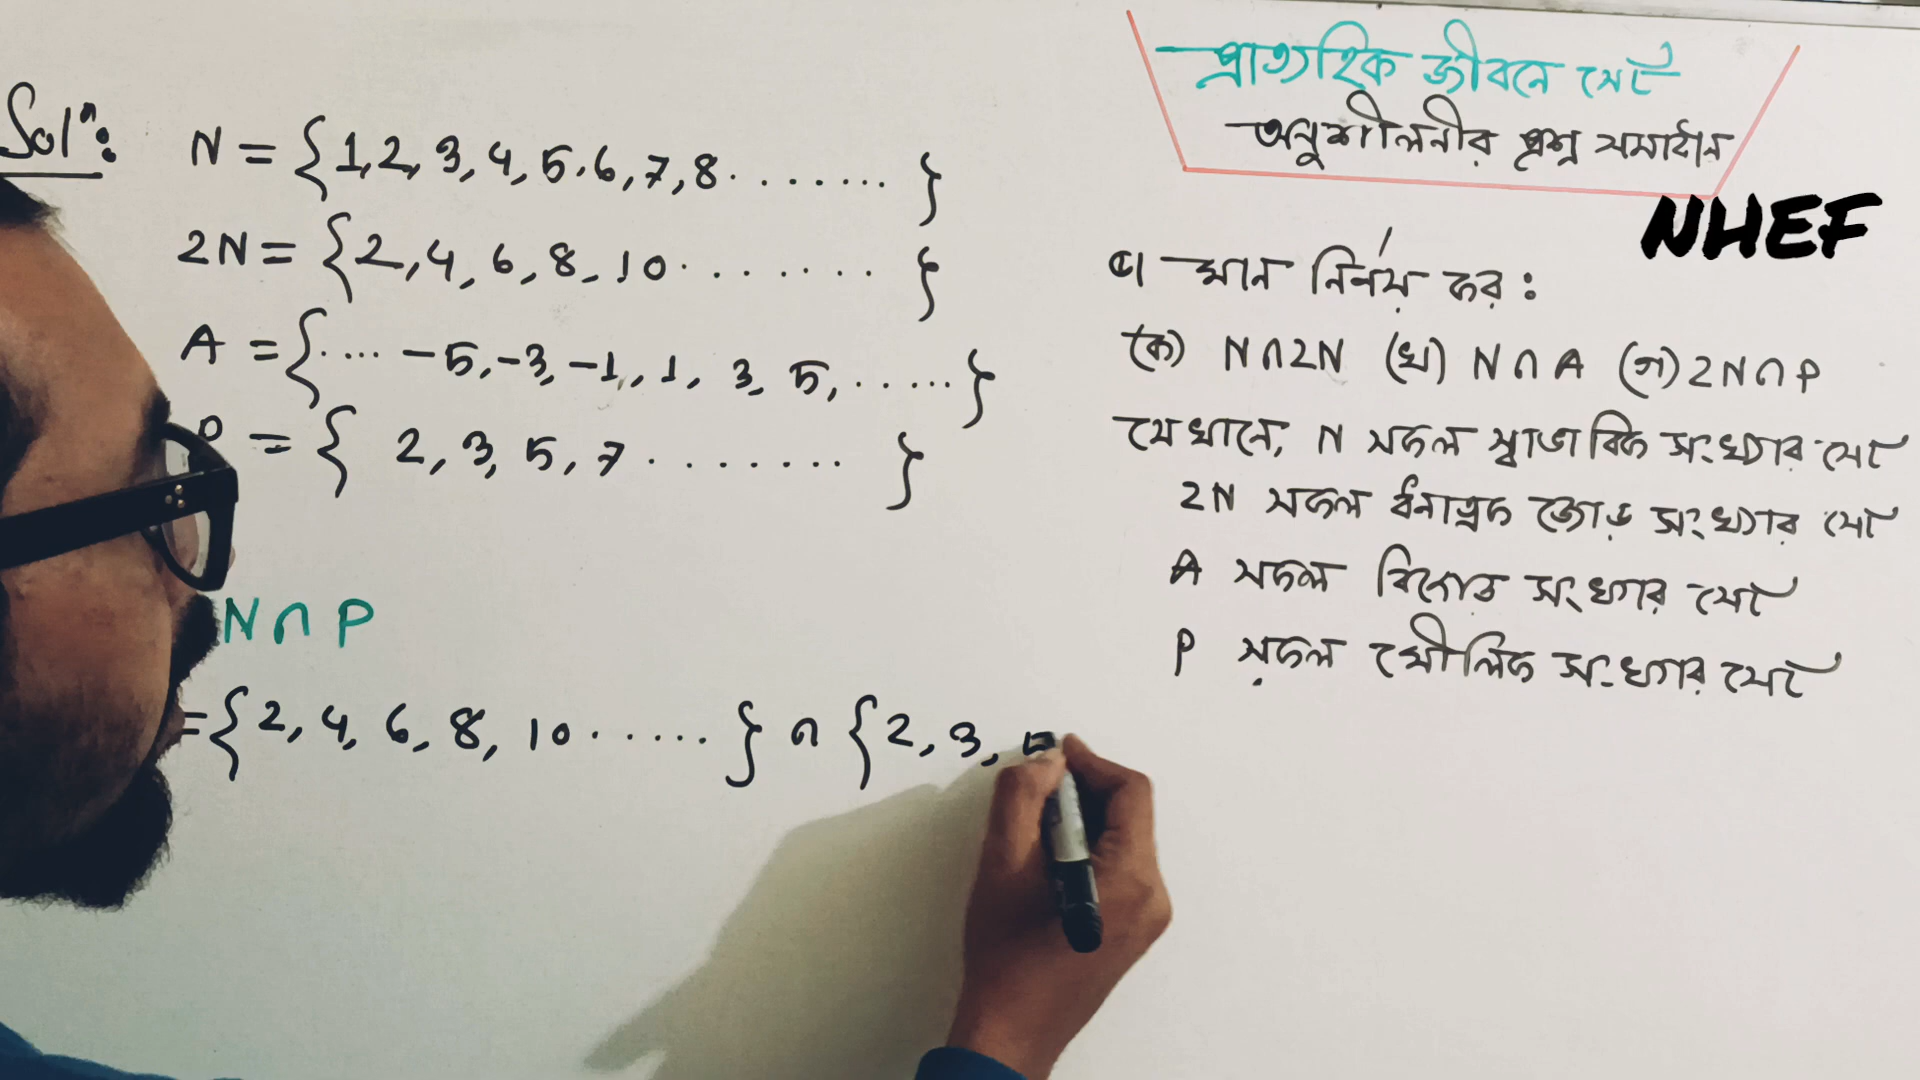 Solⁿ:
N = {1,2, 3, 4, 5, 6, 7, 8 ........ }
2N = {2, 4, 6, 8, 10 ........ }
A = {.... -5, -3, -1, 1, 3, 5, ...... }
P = { 2, 3, 5, 7 ........ }
N ∩ P
= {2, 4, 6, 8, 10 ...... } ∩ {2, 3, 5
প্রাত্যহিক জীবনে সেট
অনুশীলনীর প্রশ্ন সমাধান
NHEF
৫। মান নির্ণয় কর :
(ক) N∩2N (খ) N∩A (গ) 2N∩P
যেখানে, N সকল স্বাভাবিক সংখ্যার সেট
2N সকল ধনাত্মক জোড় সংখ্যার সেট
A সকল বিজোড় সংখ্যার সেট
P সকল মৌলিক সংখ্যার সেট